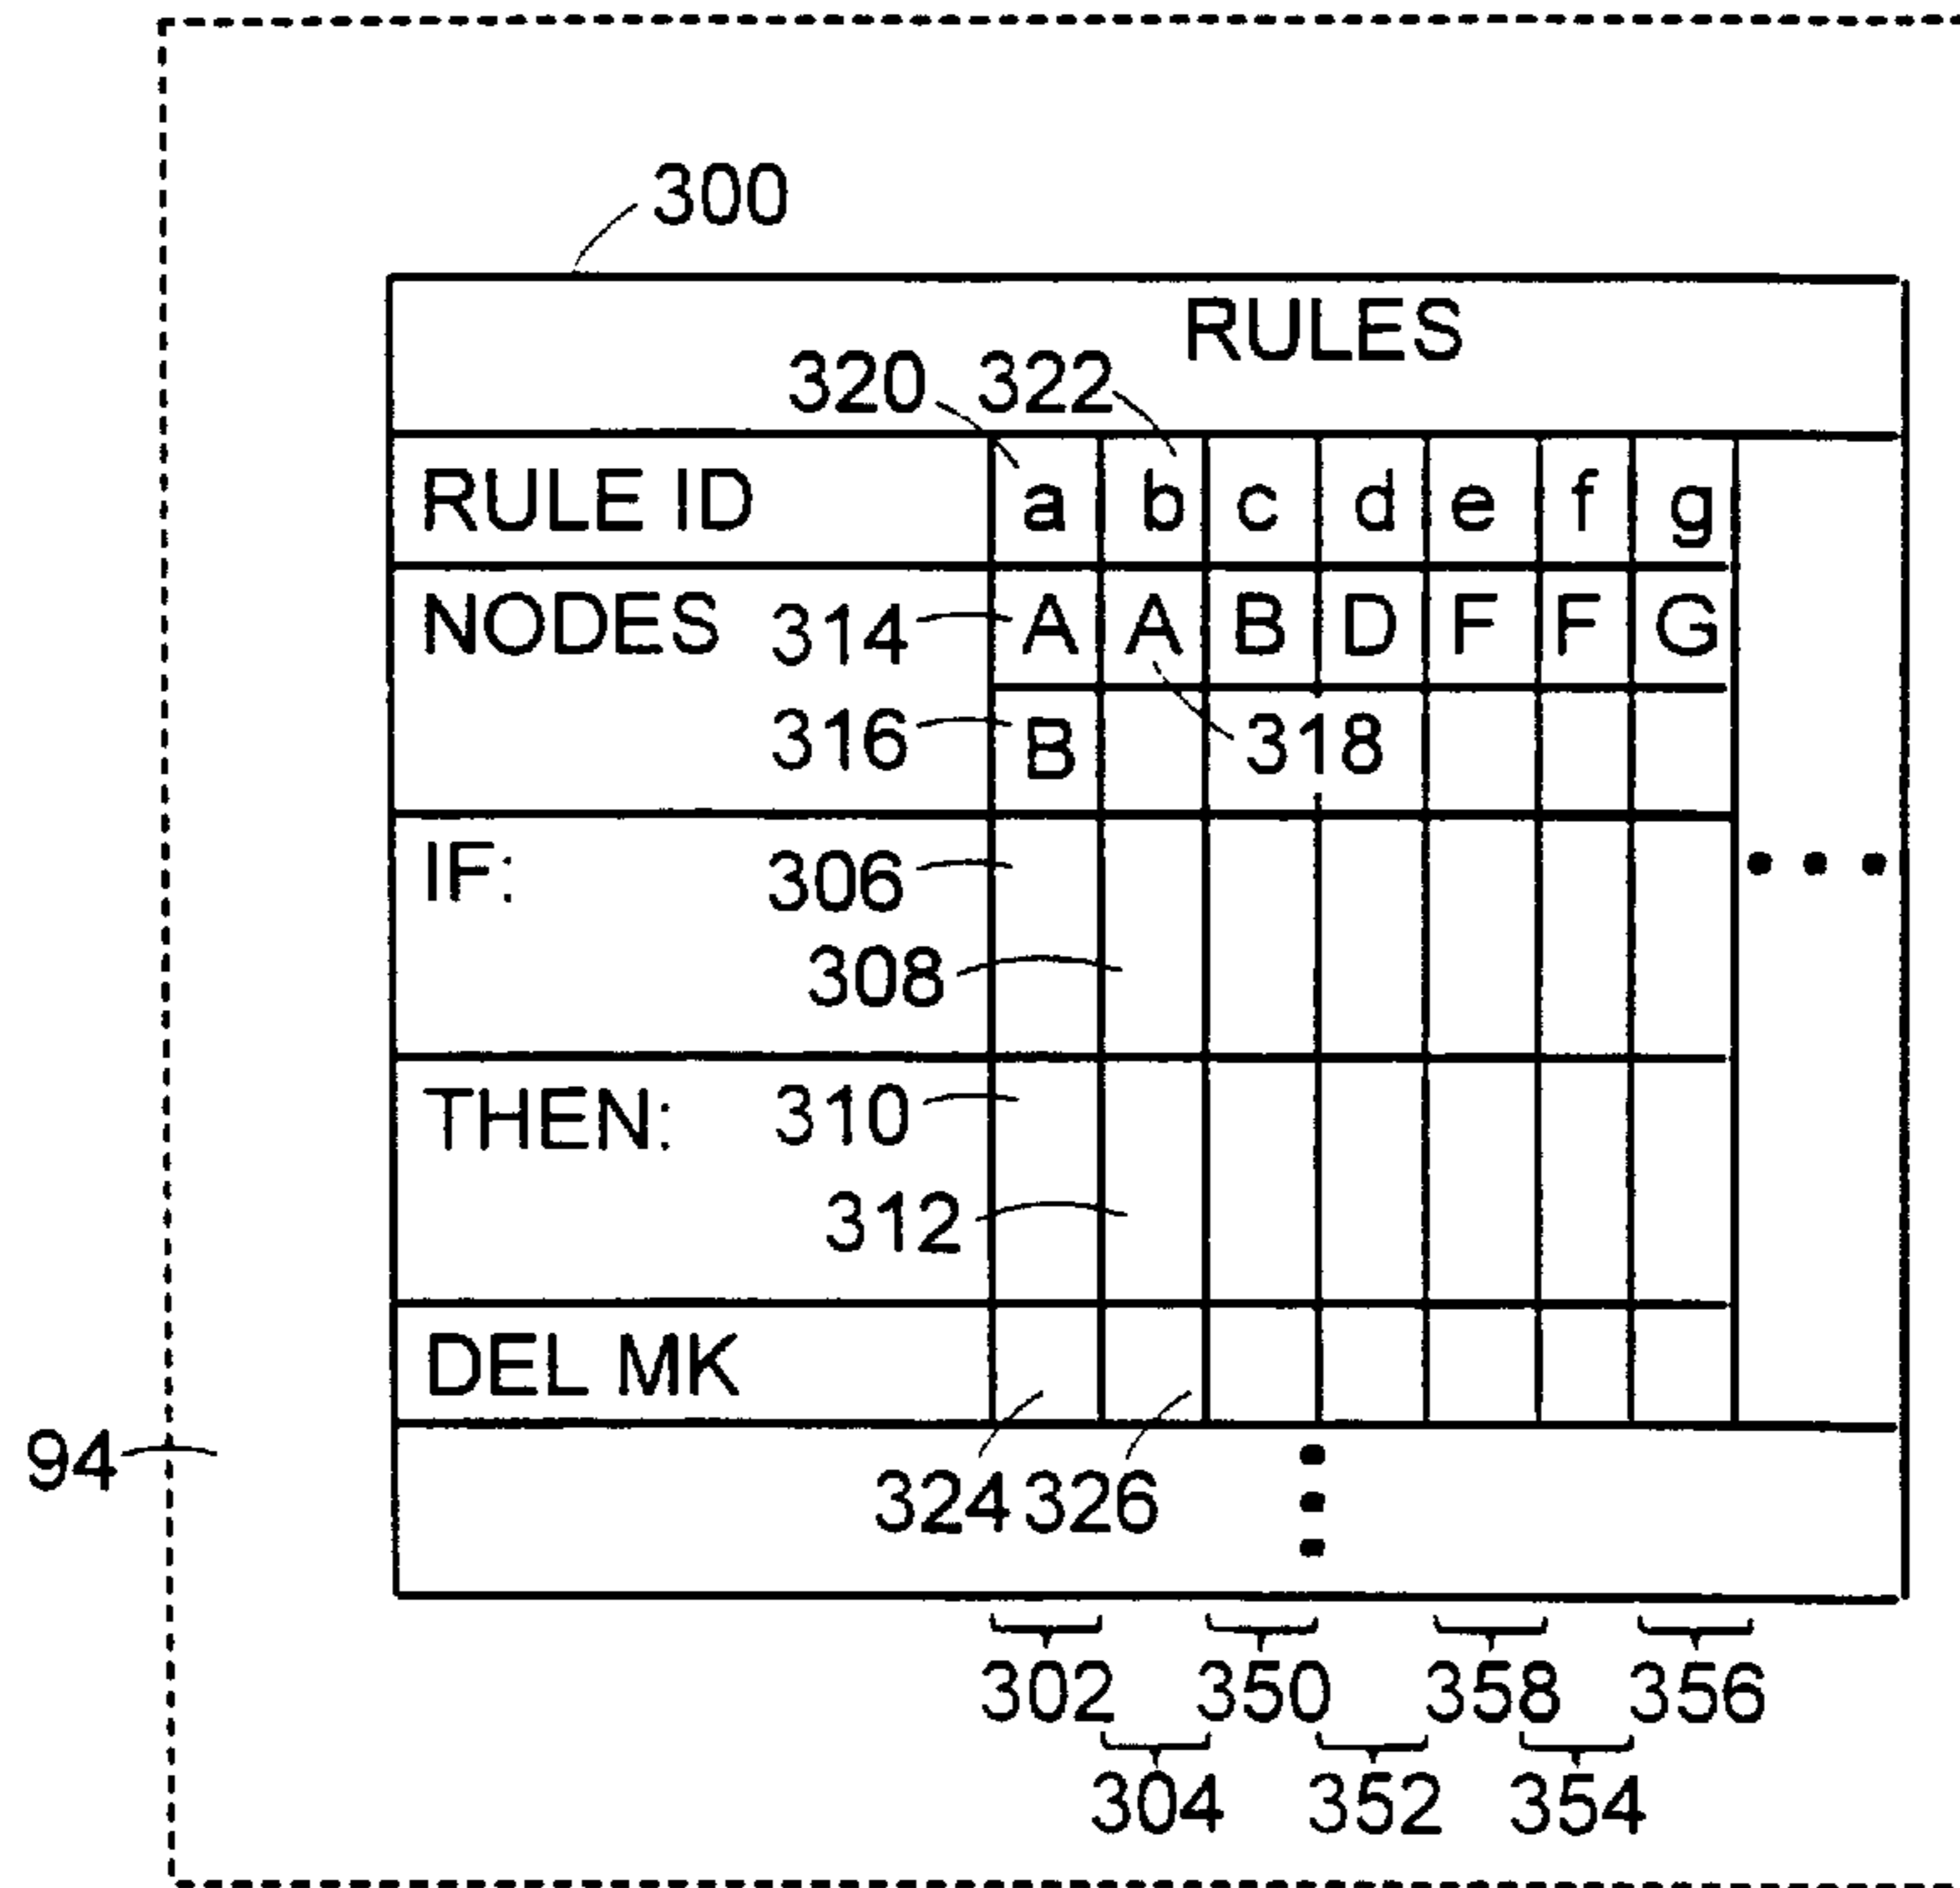 300
RULES
320 322
RULE ID a b c d e f g
NODES 314 A A B D F F G
316 B 318
IF: 306
308
THEN: 310
312
DEL MK
94
324 326
302 350 358 356
304 352 354